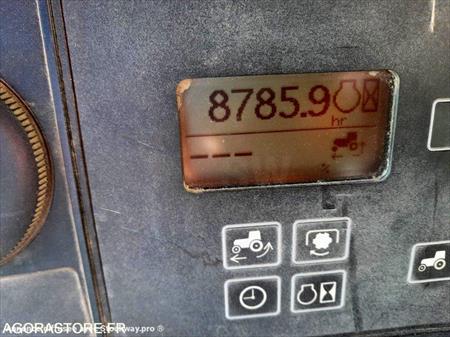 8785.9
hr
---
%
AGORASTORE.FR